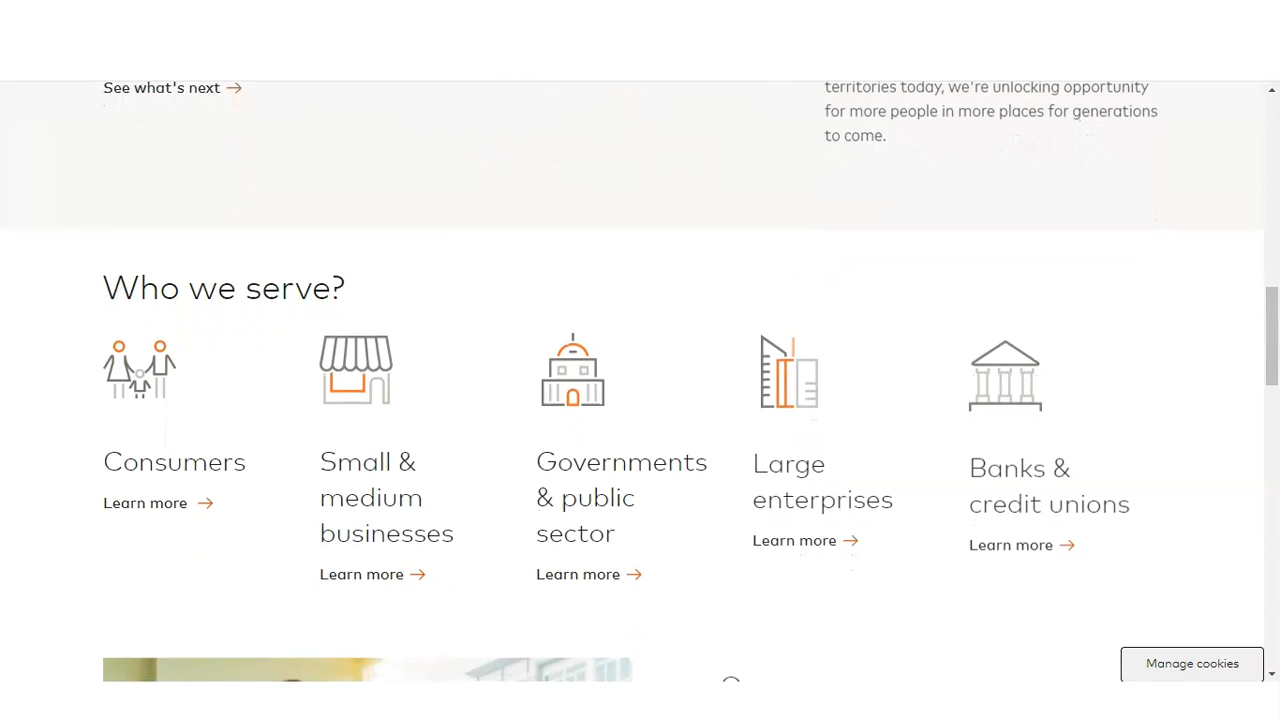 See what's next
territories today, we're unlocking opportunity
for more people in more places for generations
to come.
Who we serve?
Consumers
Learn more
Small &
medium
businesses
Learn more
Governments
& public
sector
Learn more
Large
enterprises
Learn more
Banks &
credit unions
Learn more
Manage cookies